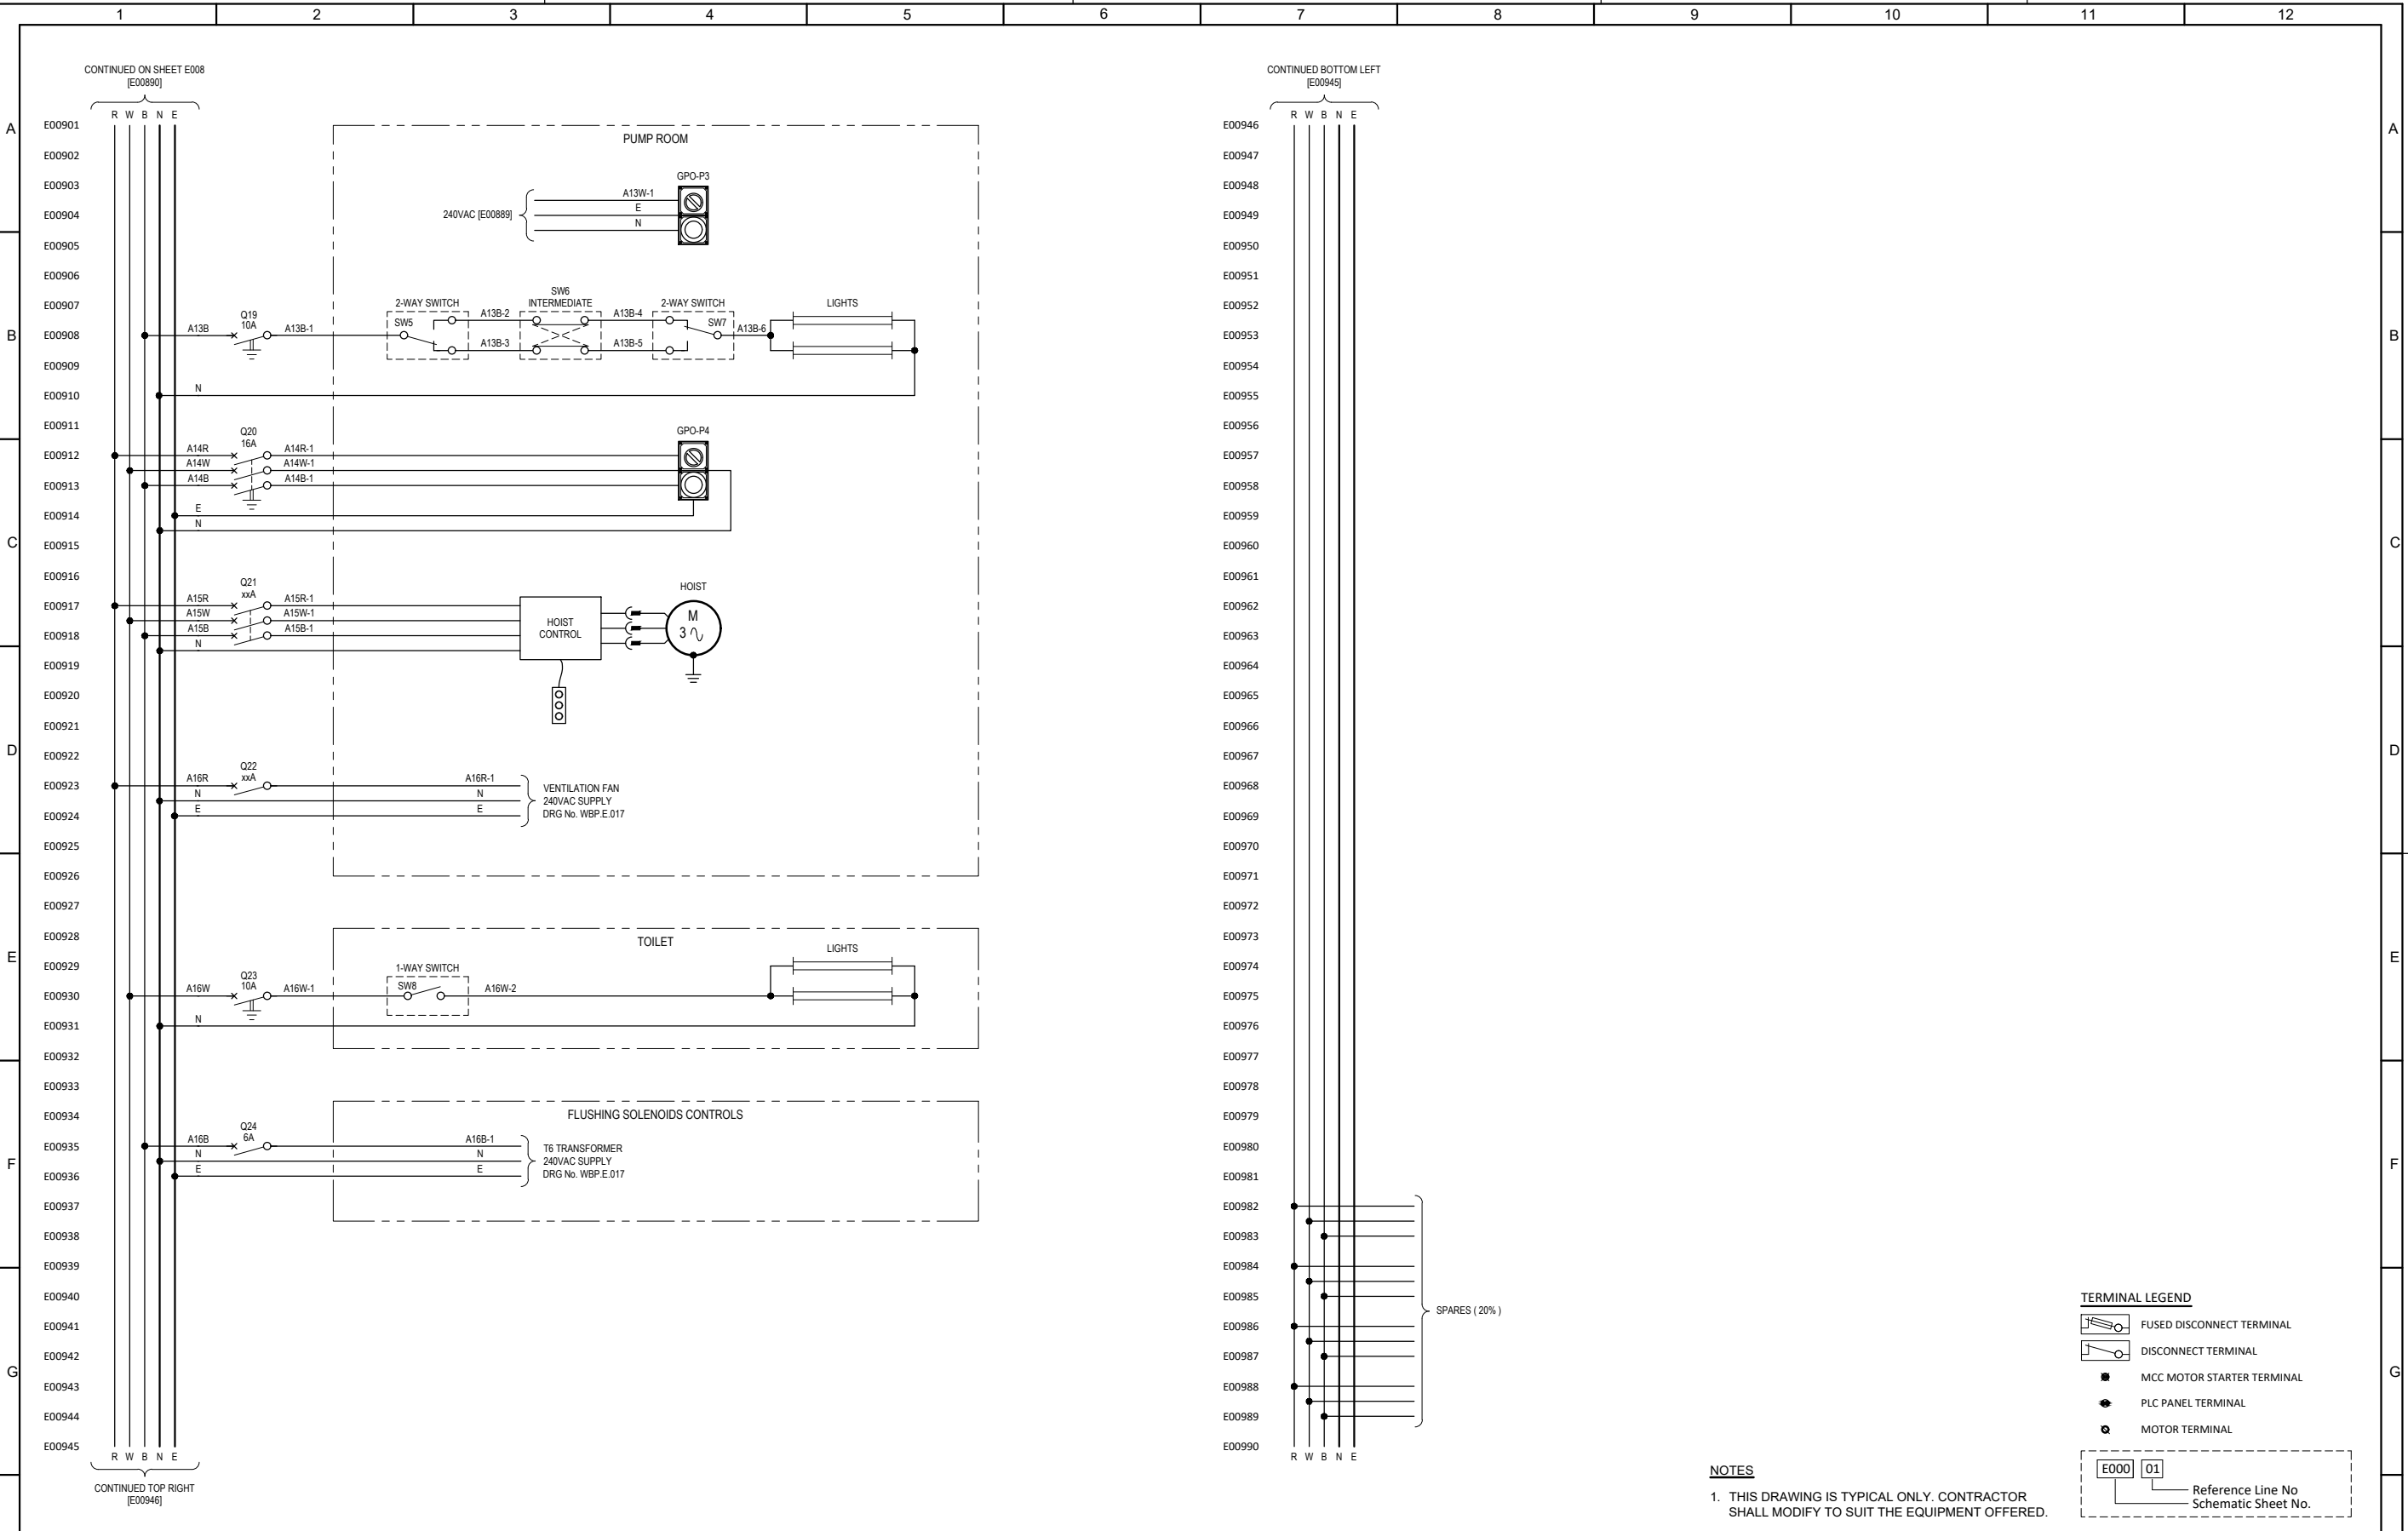 1 2 3 4 5 6 7 8 9 10 11 12
A
B
C
D
E
F
G
CONTINUED ON SHEET E008
[E00890]
R W B N E
E00901
E00902
E00903
E00904
E00905
E00906
E00907
E00908
E00909
E00910
E00911
E00912
E00913
E00914
E00915
E00916
E00917
E00918
E00919
E00920
E00921
E00922
E00923
E00924
E00925
E00926
E00927
E00928
E00929
E00930
E00931
E00932
E00933
E00934
E00935
E00936
E00937
E00938
E00939
E00940
E00941
E00942
E00943
E00944
E00945
R W B N E
CONTINUED TOP RIGHT
[E00946]
PUMP ROOM
GPO-P3
240VAC [E00889]
A13W-1
E
N
A13B
Q19
10A
A13B-1
2-WAY SWITCH
SW5
A13B-2
A13B-3
SW6
INTERMEDIATE
A13B-4
A13B-5
2-WAY SWITCH
SW7
A13B-6
LIGHTS
N
Q20
16A
A14R
A14W
A14B
A14R-1
A14W-1
A14B-1
E
N
GPO-P4
Q21
xxA
A15R
A15W
A15B
N
A15R-1
A15W-1
A15B-1
HOIST
CONTROL
HOIST
M
3
Q22
xxA
A16R
N
E
A16R-1
N
E
VENTILATION FAN
240VAC SUPPLY
DRG No. WBP.E.017
TOILET
A16W
Q23
10A
A16W-1
1-WAY SWITCH
SW8
A16W-2
LIGHTS
N
FLUSHING SOLENOIDS CONTROLS
Q24
6A
A16B
N
E
A16B-1
N
E
T6 TRANSFORMER
240VAC SUPPLY
DRG No. WBP.E.017
CONTINUED BOTTOM LEFT
[E00945]
R W B N E
E00946
E00947
E00948
E00949
E00950
E00951
E00952
E00953
E00954
E00955
E00956
E00957
E00958
E00959
E00960
E00961
E00962
E00963
E00964
E00965
E00966
E00967
E00968
E00969
E00970
E00971
E00972
E00973
E00974
E00975
E00976
E00977
E00978
E00979
E00980
E00981
E00982
E00983
E00984
E00985
E00986
E00987
E00988
E00989
E00990
R W B N E
SPARES ( 20% )
NOTES
1. THIS DRAWING IS TYPICAL ONLY. CONTRACTOR
SHALL MODIFY TO SUIT THE EQUIPMENT OFFERED.
TERMINAL LEGEND
FUSED DISCONNECT TERMINAL
DISCONNECT TERMINAL
MCC MOTOR STARTER TERMINAL
PLC PANEL TERMINAL
MOTOR TERMINAL
E000 01
Reference Line No
Schematic Sheet No.
A
B
C
D
E
F
G